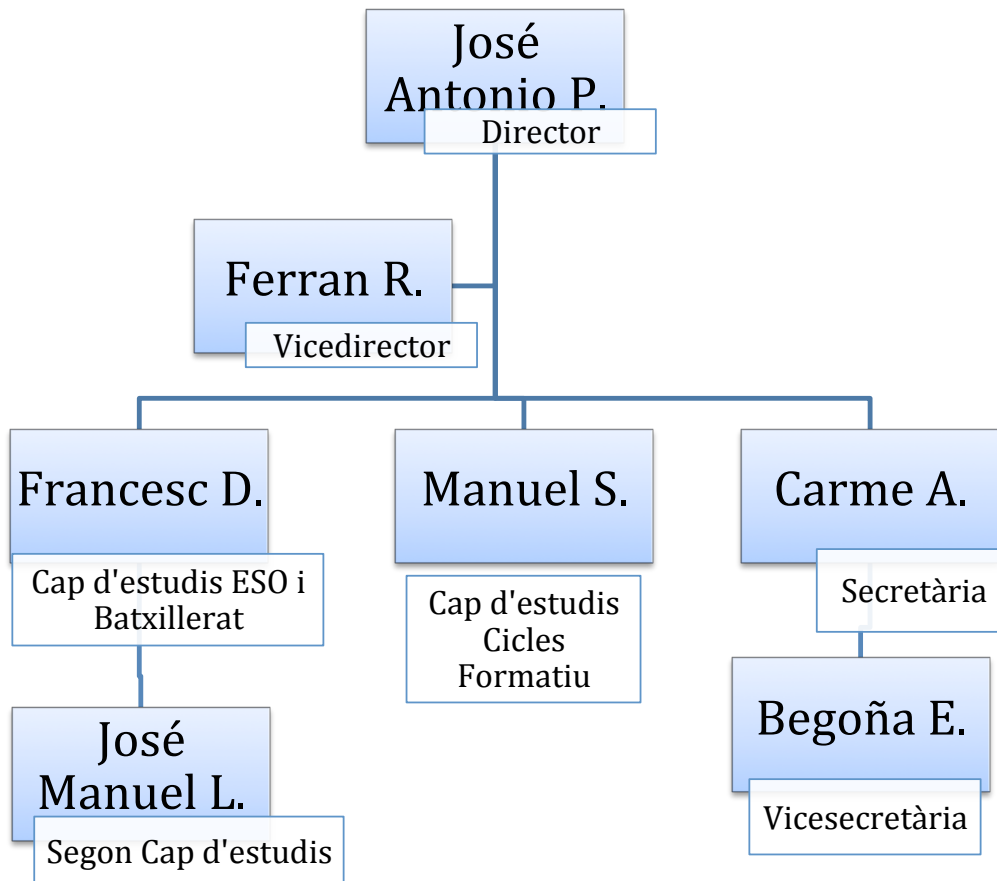 José
Antonio P.
Director
Ferran R.
Vicedirector
Francesc D.
Cap d'estudis ESO i
Batxillerat
Manuel S.
Cap d'estudis
Cicles
Formatiu
Carme A.
Secretària
José
Manuel L.
Segon Cap d'estudis
Begoña E.
Vicesecretària